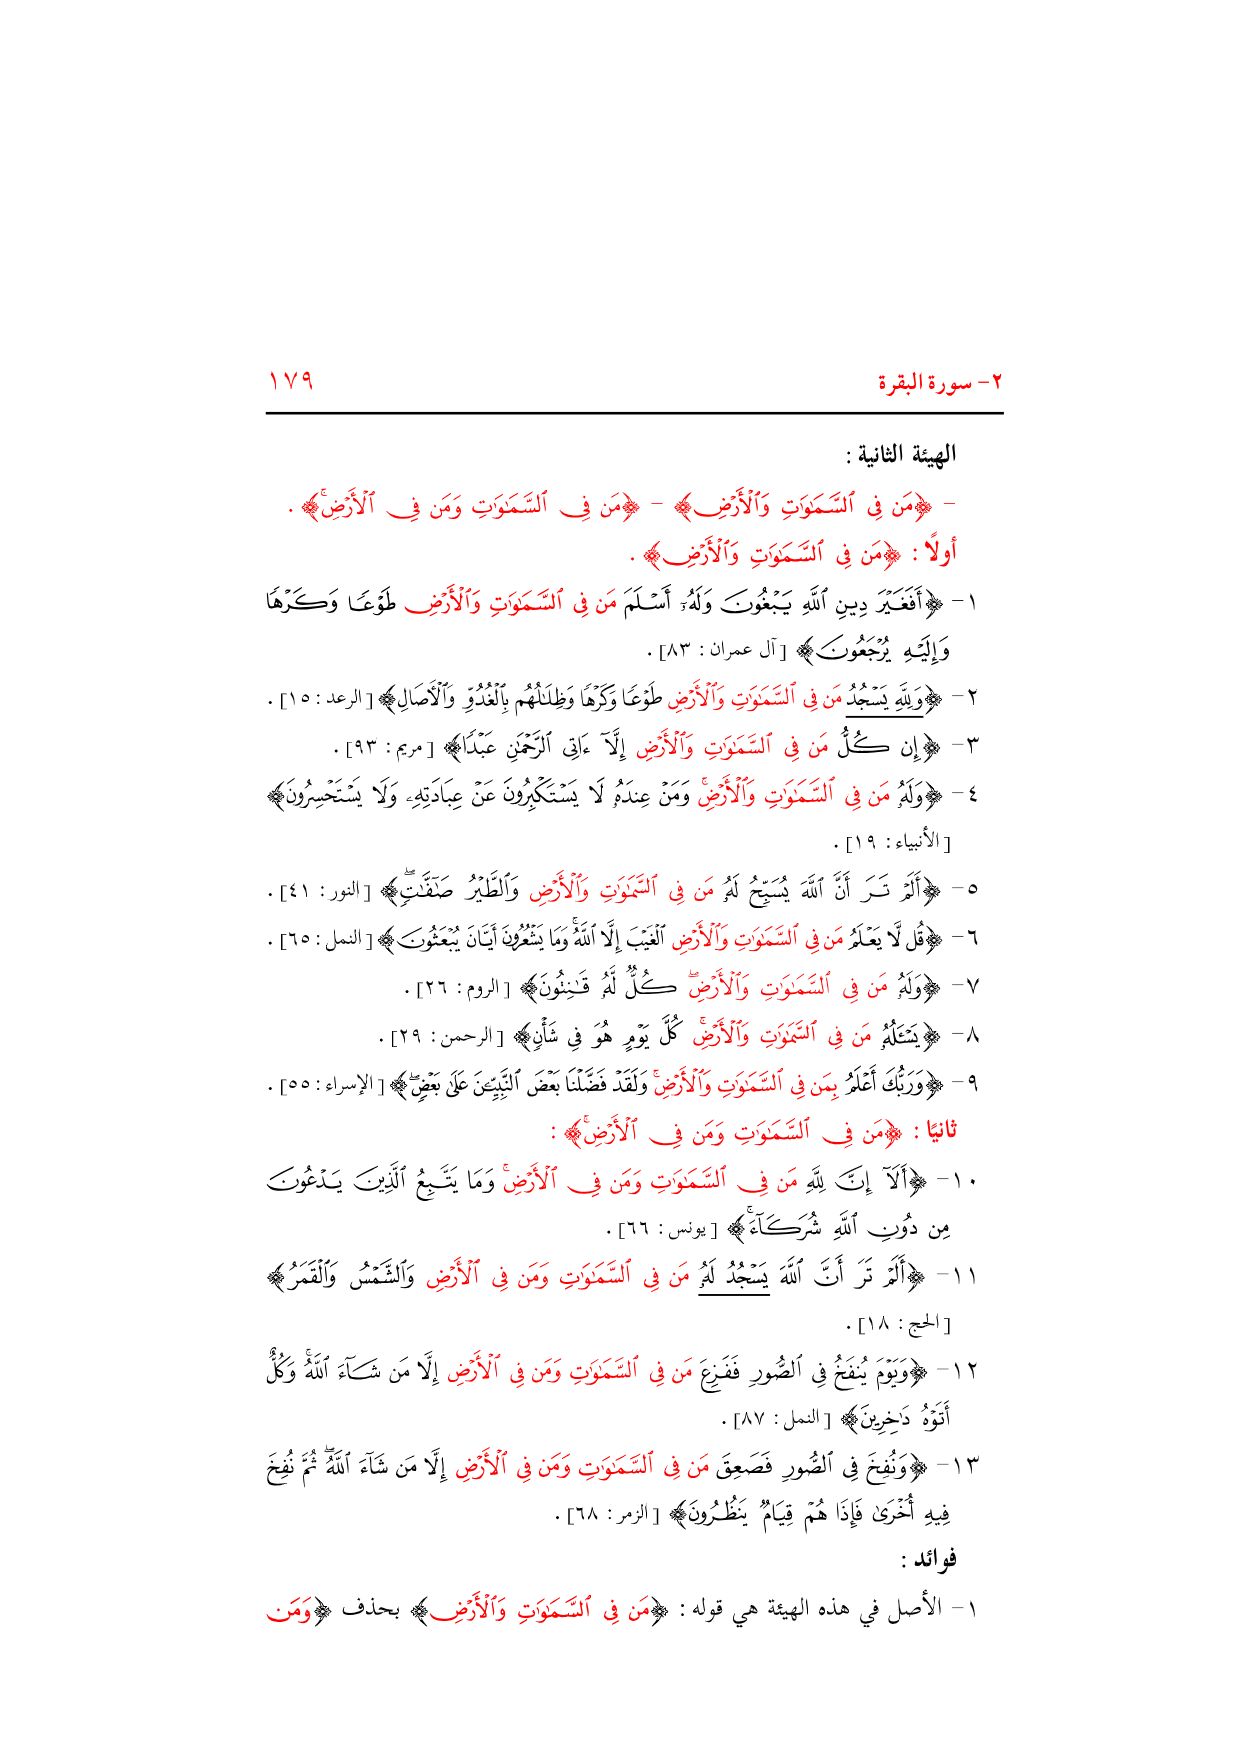 ٢- سورة البقرة ١٧٩
الهيئة الثانية :
- ﴿مَن فِي ٱلسَّمَٰوَٰتِ وَٱلْأَرْضِ﴾ - ﴿مَن فِي ٱلسَّمَٰوَٰتِ وَمَن فِي ٱلْأَرْضِۚ﴾ .
أولًا : ﴿مَن فِي ٱلسَّمَٰوَٰتِ وَٱلْأَرْضِ﴾ .
١- ﴿أَفَغَيْرَ دِينِ ٱللَّهِ يَبْغُونَ وَلَهُۥٓ أَسْلَمَ مَن فِي ٱلسَّمَٰوَٰتِ وَٱلْأَرْضِ طَوْعًا وَكَرْهًا
وَإِلَيْهِ يُرْجَعُونَ﴾ [آل عمران : ٨٣] .
٢- ﴿وَلِلَّهِ يَسْجُدُ مَن فِي ٱلسَّمَٰوَٰتِ وَٱلْأَرْضِ طَوْعًا وَكَرْهًا وَظِلَٰلُهُم بِٱلْغُدُوِّ وَٱلْءَاصَالِ﴾ [الرعد : ١٥] .
٣- ﴿إِن كُلُّ مَن فِي ٱلسَّمَٰوَٰتِ وَٱلْأَرْضِ إِلَّآ ءَاتِي ٱلرَّحْمَٰنِ عَبْدًا﴾ [مريم : ٩٣] .
٤- ﴿وَلَهُۥ مَن فِي ٱلسَّمَٰوَٰتِ وَٱلْأَرْضِۚ وَمَنْ عِندَهُۥ لَا يَسْتَكْبِرُونَ عَنْ عِبَادَتِهِۦ وَلَا يَسْتَحْسِرُونَ﴾
[الأنبياء : ١٩] .
٥- ﴿أَلَمْ تَرَ أَنَّ ٱللَّهَ يُسَبِّحُ لَهُۥ مَن فِي ٱلسَّمَٰوَٰتِ وَٱلْأَرْضِ وَٱلطَّيْرُ صَٰٓفَّٰتٍۖ﴾ [النور : ٤١] .
٦- ﴿قُل لَّا يَعْلَمُ مَن فِي ٱلسَّمَٰوَٰتِ وَٱلْأَرْضِ ٱلْغَيْبَ إِلَّا ٱللَّهُۚ وَمَا يَشْعُرُونَ أَيَّانَ يُبْعَثُونَ﴾ [النمل : ٦٥] .
٧- ﴿وَلَهُۥ مَن فِي ٱلسَّمَٰوَٰتِ وَٱلْأَرْضِۖ كُلٌّ لَّهُۥ قَٰنِتُونَ﴾ [الروم : ٢٦] .
٨- ﴿يَسْـَٔلُهُۥ مَن فِي ٱلسَّمَٰوَٰتِ وَٱلْأَرْضِۚ كُلَّ يَوْمٍ هُوَ فِي شَأْنٍ﴾ [الرحمن : ٢٩] .
٩- ﴿وَرَبُّكَ أَعْلَمُ بِمَن فِي ٱلسَّمَٰوَٰتِ وَٱلْأَرْضِۗ وَلَقَدْ فَضَّلْنَا بَعْضَ ٱلنَّبِيِّـۧنَ عَلَىٰ بَعْضٍۖ﴾ [الإسراء : ٥٥] .
ثانيًا : ﴿مَن فِي ٱلسَّمَٰوَٰتِ وَمَن فِي ٱلْأَرْضِۚ﴾ :
١٠- ﴿أَلَآ إِنَّ لِلَّهِ مَن فِي ٱلسَّمَٰوَٰتِ وَمَن فِي ٱلْأَرْضِۗ وَمَا يَتَّبِعُ ٱلَّذِينَ يَدْعُونَ
مِن دُونِ ٱللَّهِ شُرَكَآءَۚ﴾ [يونس : ٦٦] .
١١- ﴿أَلَمْ تَرَ أَنَّ ٱللَّهَ يَسْجُدُ لَهُۥ مَن فِي ٱلسَّمَٰوَٰتِ وَمَن فِي ٱلْأَرْضِ وَٱلشَّمْسُ وَٱلْقَمَرُ﴾
[الحج : ١٨] .
١٢- ﴿وَيَوْمَ يُنفَخُ فِي ٱلصُّورِ فَفَزِعَ مَن فِي ٱلسَّمَٰوَٰتِ وَمَن فِي ٱلْأَرْضِ إِلَّا مَن شَآءَ ٱللَّهُۚ وَكُلٌّ
أَتَوْهُ دَٰخِرِينَ﴾ [النمل : ٨٧] .
١٣- ﴿وَنُفِخَ فِي ٱلصُّورِ فَصَعِقَ مَن فِي ٱلسَّمَٰوَٰتِ وَمَن فِي ٱلْأَرْضِ إِلَّا مَن شَآءَ ٱللَّهُۖ ثُمَّ نُفِخَ
فِيهِ أُخْرَىٰ فَإِذَا هُمْ قِيَامٌ يَنظُرُونَ﴾ [الزمر : ٦٨] .
فوائد :
١- الأصل في هذه الهيئة هي قوله : ﴿مَن فِي ٱلسَّمَٰوَٰتِ وَٱلْأَرْضِ﴾ بحذف ﴿وَمَن